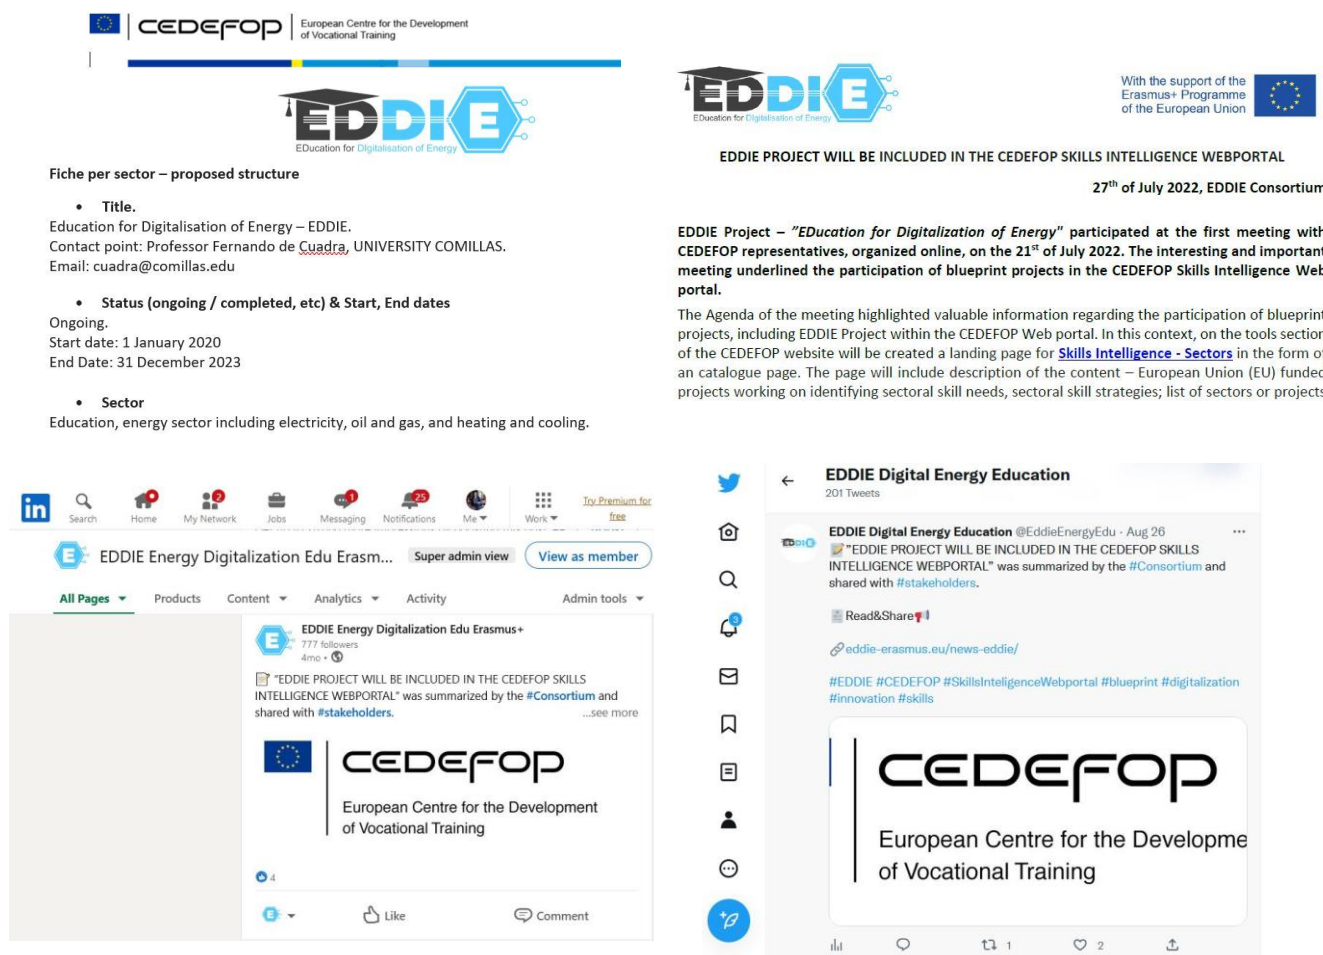 CEDEFOP
European Centre for the Development
of Vocational Training
EDDIE
EDucation for Digitalisation of Energy
Fiche per sector – proposed structure
• Title.
Education for Digitalisation of Energy – EDDIE.
Contact point: Professor Fernando de Cuadra, UNIVERSITY COMILLAS.
Email: cuadra@comillas.edu
• Status (ongoing / completed, etc) & Start, End dates
Ongoing.
Start date: 1 January 2020
End Date: 31 December 2023
• Sector
Education, energy sector including electricity, oil and gas, and heating and cooling.
EDDIE
EDucation for Digitalisation of Energy
With the support of the
Erasmus+ Programme
of the European Union
EDDIE PROJECT WILL BE INCLUDED IN THE CEDEFOP SKILLS INTELLIGENCE WEBPORTAL
27th of July 2022, EDDIE Consortium
EDDIE Project – "EDucation for Digitalization of Energy" participated at the first meeting with
CEDEFOP representatives, organized online, on the 21st of July 2022. The interesting and important
meeting underlined the participation of blueprint projects in the CEDEFOP Skills Intelligence Web
portal.
The Agenda of the meeting highlighted valuable information regarding the participation of blueprint
projects, including EDDIE Project within the CEDEFOP Web portal. In this context, on the tools section
of the CEDEFOP website will be created a landing page for Skills Intelligence - Sectors in the form of
an catalogue page. The page will include description of the content – European Union (EU) funded
projects working on identifying sectoral skill needs, sectoral skill strategies; list of sectors or projects
in
Search
Home
2
My Network
Jobs
1
Messaging
25
Notifications
Me
Work
Try Premium for
free
E
EDDIE Energy Digitalization Edu Erasm...
Super admin view
View as member
All Pages
Products
Content
Analytics
Activity
Admin tools
E
EDDIE Energy Digitalization Edu Erasmus+
777 followers
4mo •
"EDDIE PROJECT WILL BE INCLUDED IN THE CEDEFOP SKILLS
INTELLIGENCE WEBPORTAL" was summarized by the #Consortium and
shared with #stakeholders.
...see more
CEDEFOP
European Centre for the Development
of Vocational Training
4
E
Like
Comment
EDDIE Digital Energy Education
201 Tweets
3
EDDIE
EDDIE Digital Energy Education @EddieEnergyEdu · Aug 26
"EDDIE PROJECT WILL BE INCLUDED IN THE CEDEFOP SKILLS
INTELLIGENCE WEBPORTAL" was summarized by the #Consortium and
shared with #stakeholders.
Read&Share
eddie-erasmus.eu/news-eddie/
#EDDIE #CEDEFOP #SkillsInteligenceWebportal #blueprint #digitalization
#innovation #skills
CEDEFOP
European Centre for the Developme
of Vocational Training
1
2